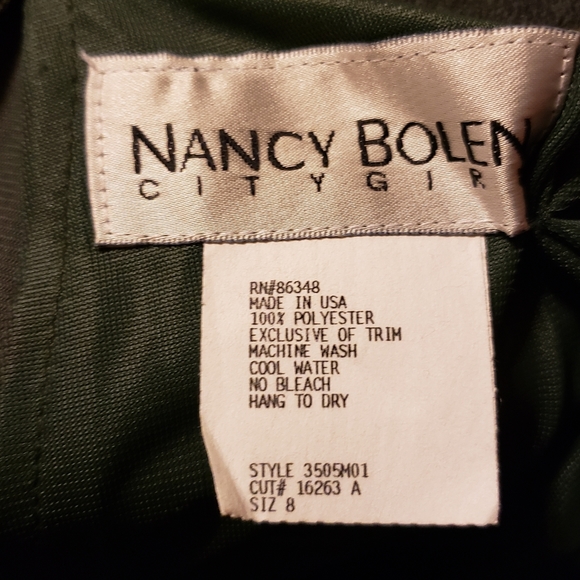 NANCY BOLEN
CITYGIR
RN#86348
MADE IN USA
100% POLYESTER
EXCLUSIVE OF TRIM
MACHINE WASH
COOL WATER
NO BLEACH
HANG TO DRY
STYLE 3505M01
CUT# 16263 A
SIZ 8